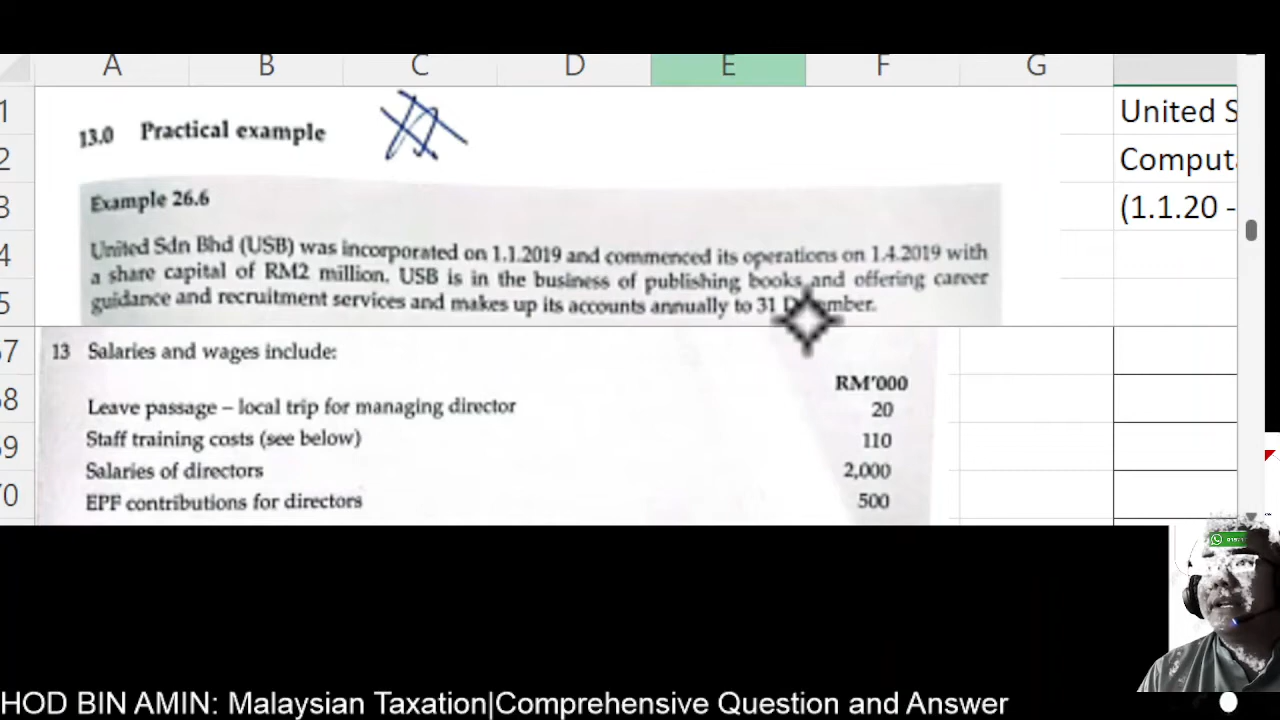 A B C D E F G
1 United S
13.0 Practical example
2 Computa
Example 26.6
3 (1.1.20 -
4 United Sdn Bhd (USB) was incorporated on 1.1.2019 and commenced its operations on 1.4.2019 with
a share capital of RM2 million. USB is in the business of publishing books and offering career
5 guidance and recruitment services and makes up its accounts annually to 31 December.
57 13 Salaries and wages include:
RM'000
58 Leave passage – local trip for managing director 20
59 Staff training costs (see below) 110
Salaries of directors 2,000
70 EPF contributions for directors 500
HOD BIN AMIN: Malaysian Taxation|Comprehensive Question and Answer